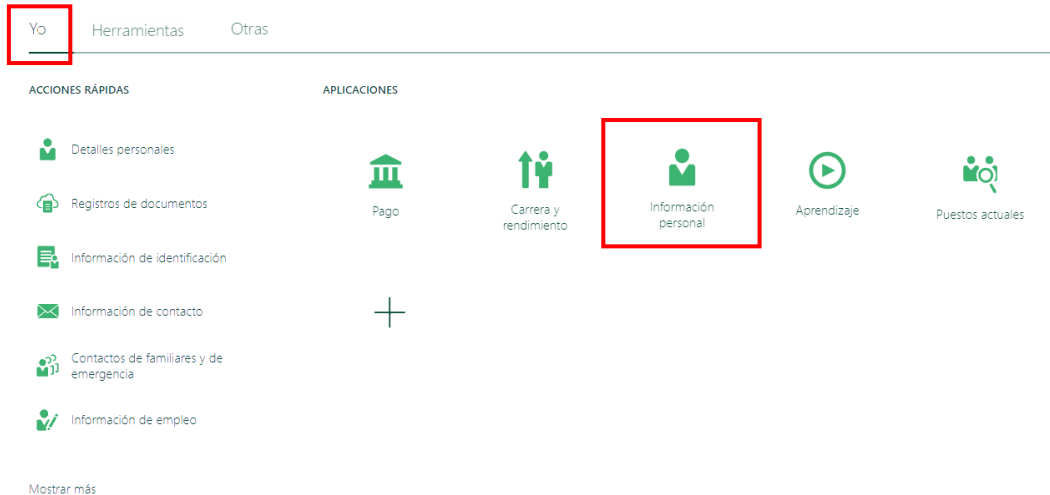 Yo
Herramientas
Otras
ACCIONES RÁPIDAS
Detalles personales
Registros de documentos
Información de identificación
Información de contacto
Contactos de familiares y de
emergencia
Información de empleo
Mostrar más
APLICACIONES
Pago
Carrera y
rendimiento
Información
personal
Aprendizaje
Puestos actuales